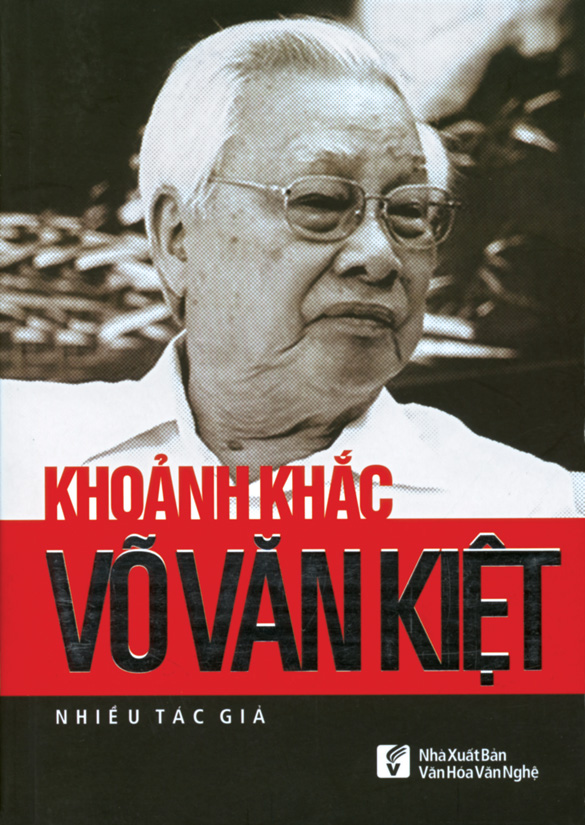 KHOẢNH KHẮC
VÕ VĂN KIỆT
NHIỀU TÁC GIẢ
Nhà Xuất Bản
Văn Hóa Văn Nghệ